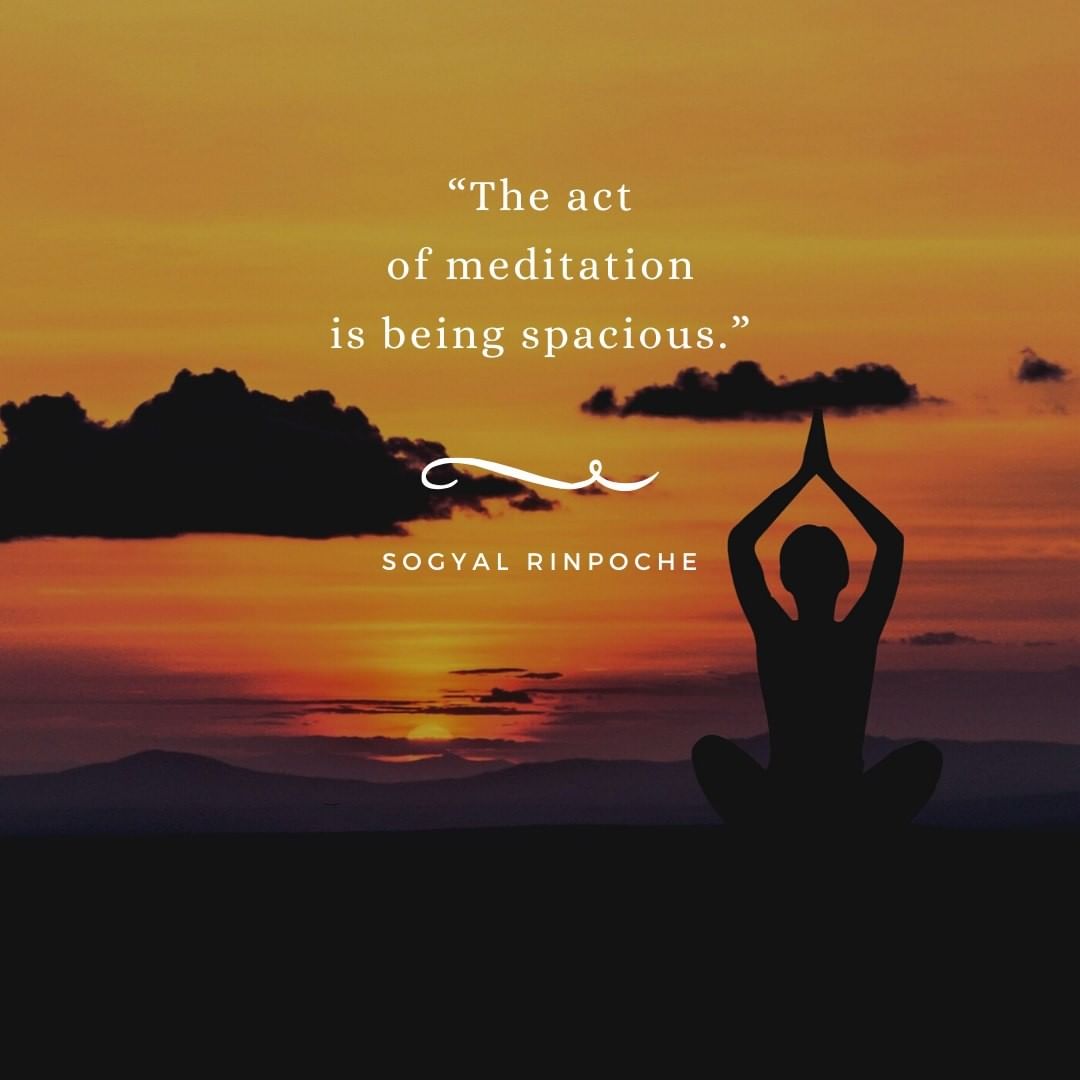 “The act
of meditation
is being spacious.”
SOGYAL RINPOCHE